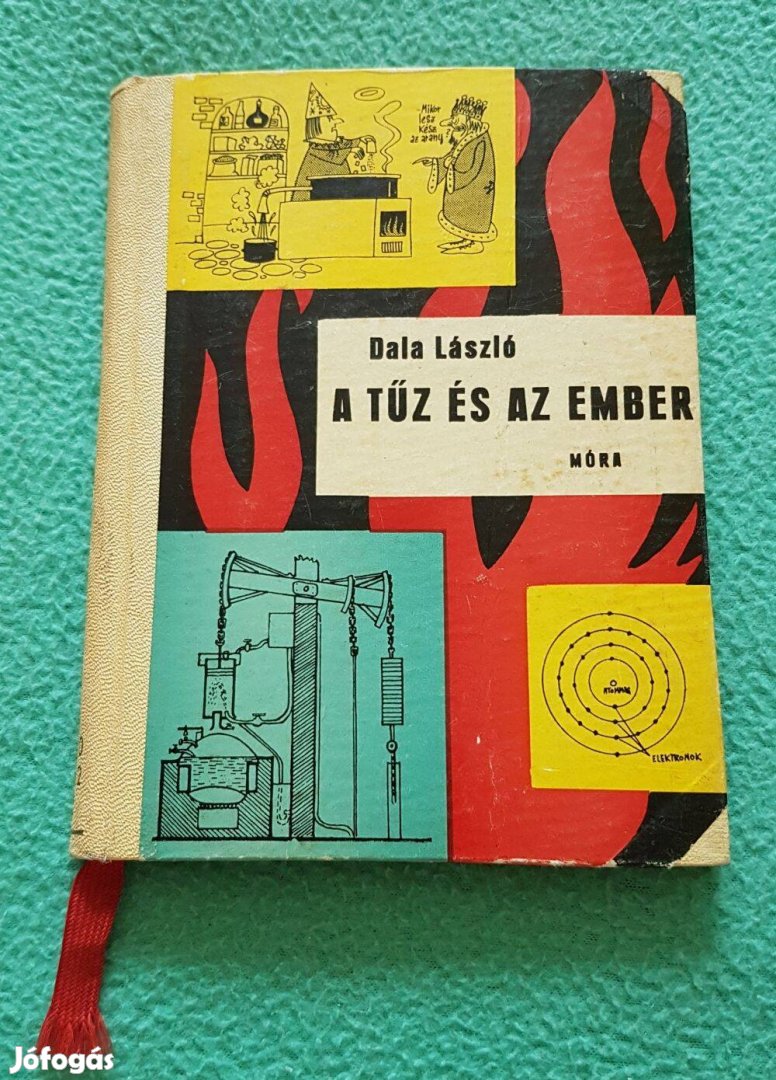 Mikor
lesz
kész
az arany?
Dala László
A TŰZ ÉS AZ EMBER
MÓRA
ATOMMAG
ELEKTRONOK
Jófogás